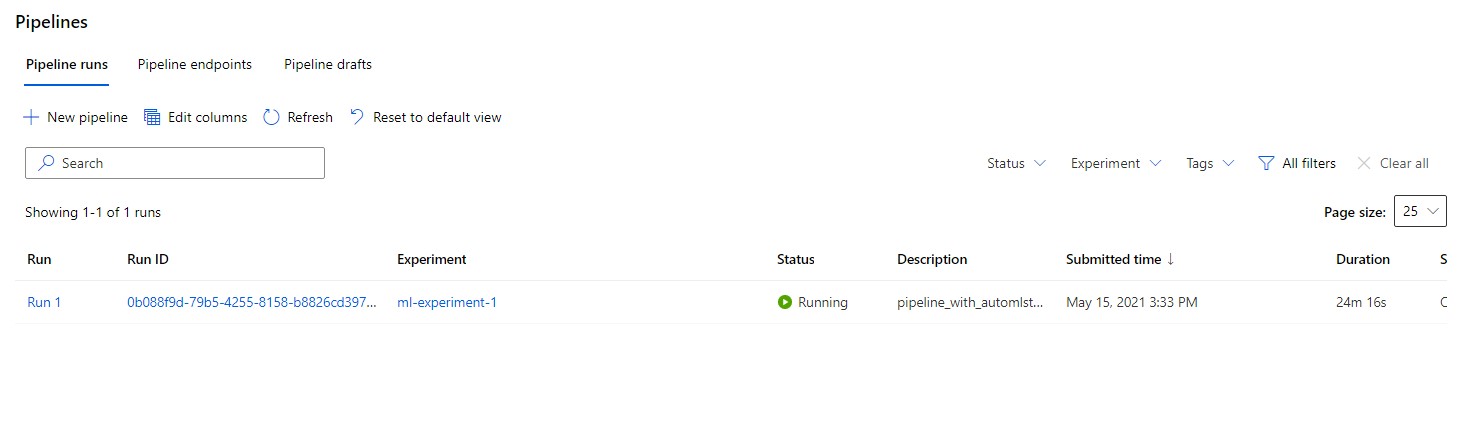 Pipelines
Pipeline runs Pipeline endpoints Pipeline drafts
New pipeline Edit columns Refresh Reset to default view
Search Status Experiment Tags All filters Clear all
Showing 1-1 of 1 runs Page size: 25
Run Run ID Experiment Status Description Submitted time ↓ Duration S
Run 1 0b088f9d-79b5-4255-8158-b8826cd397... ml-experiment-1 Running pipeline_with_automlst... May 15, 2021 3:33 PM 24m 16s C